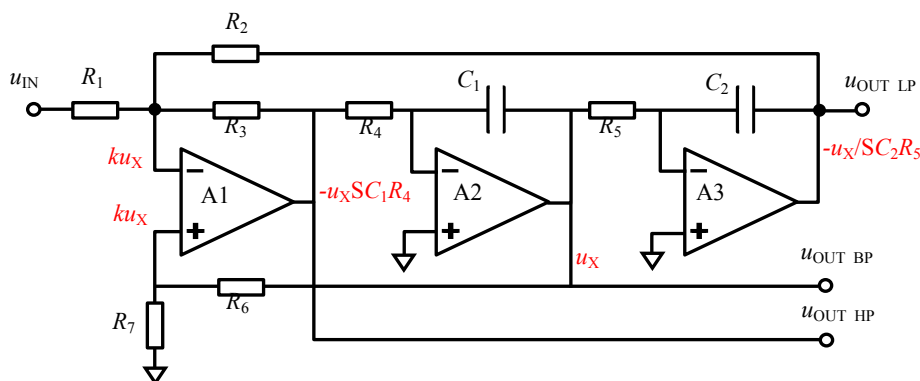 R2
uIN
R1
C1
C2
uOUT LP
R3
R4
R5
kuX
-uX/SC2R5
A1
A2
A3
kuX
-uXSC1R4
uX
uOUT BP
R6
R7
uOUT HP